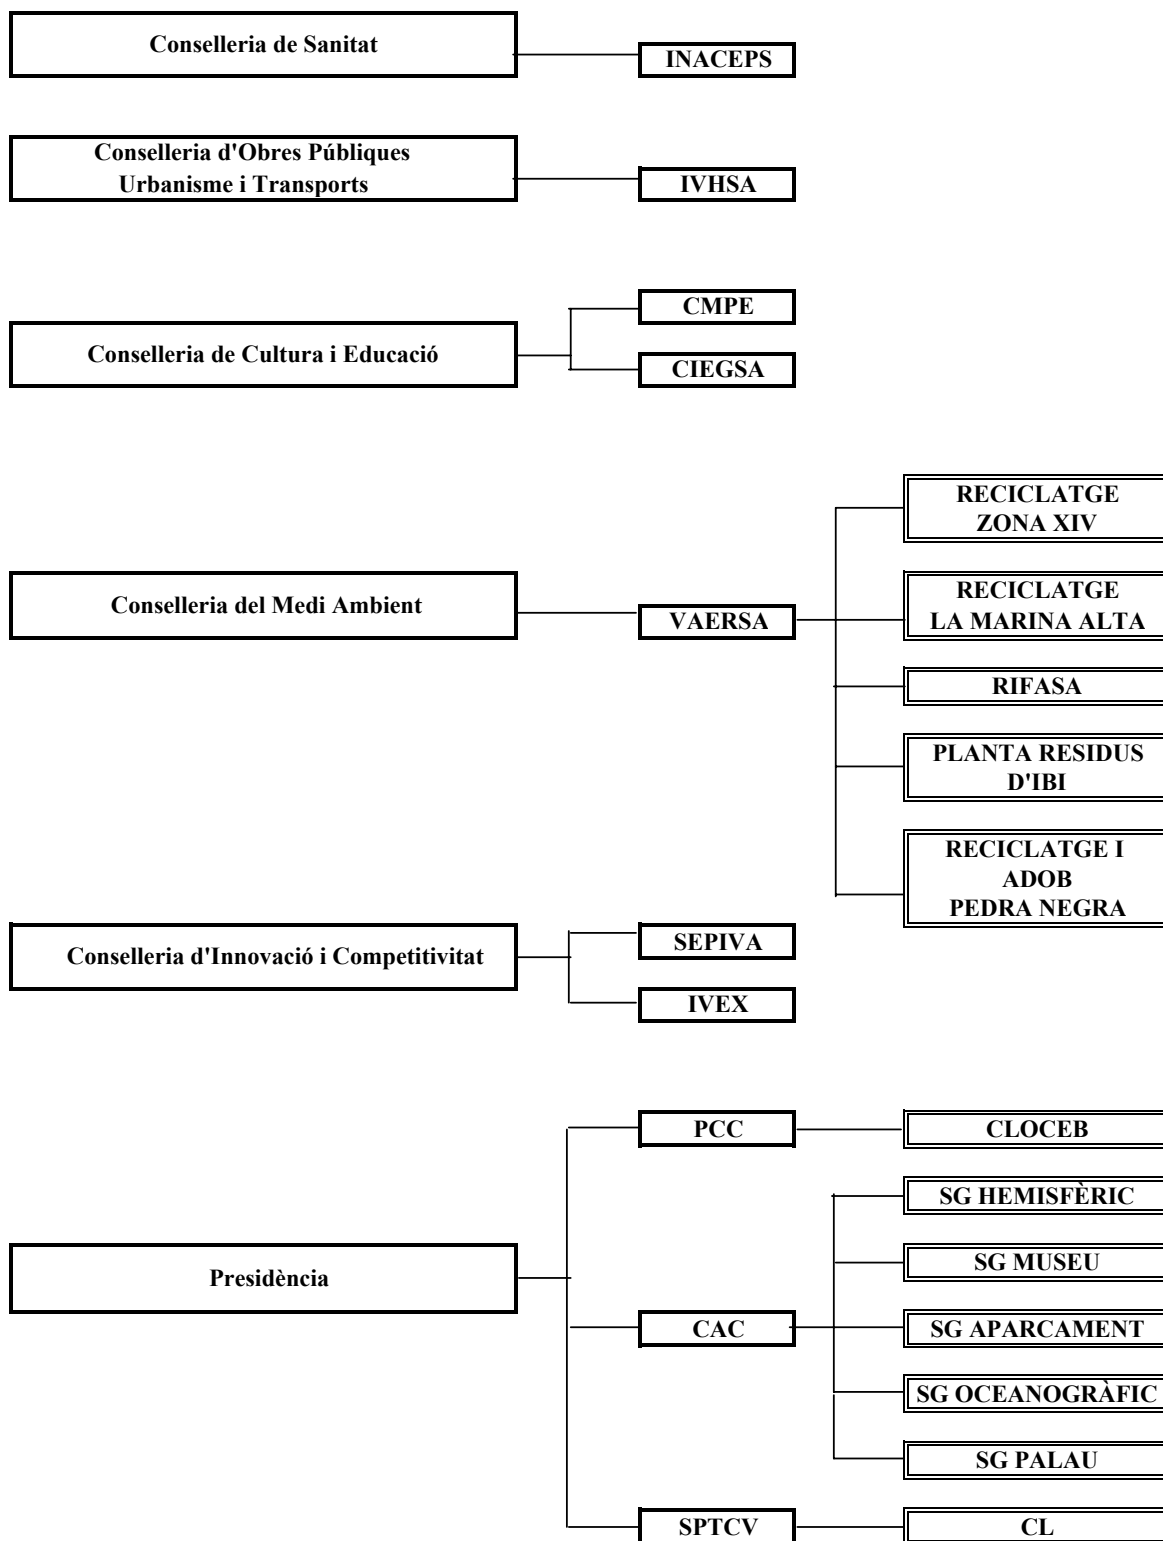 Conselleria de Sanitat
INACEPS
Conselleria d'Obres Públiques
Urbanisme i Transports
IVHSA
CMPE
Conselleria de Cultura i Educació
CIEGSA
RECICLATGE
ZONA XIV
Conselleria del Medi Ambient
VAERSA
RECICLATGE
LA MARINA ALTA
RIFASA
PLANTA RESIDUS
D'IBI
RECICLATGE I
ADOB
PEDRA NEGRA
Conselleria d'Innovació i Competitivitat
SEPIVA
IVEX
PCC
CLOCEB
SG HEMISFÈRIC
Presidència
SG MUSEU
CAC
SG APARCAMENT
SG OCEANOGRÀFIC
SG PALAU
SPTCV
CL